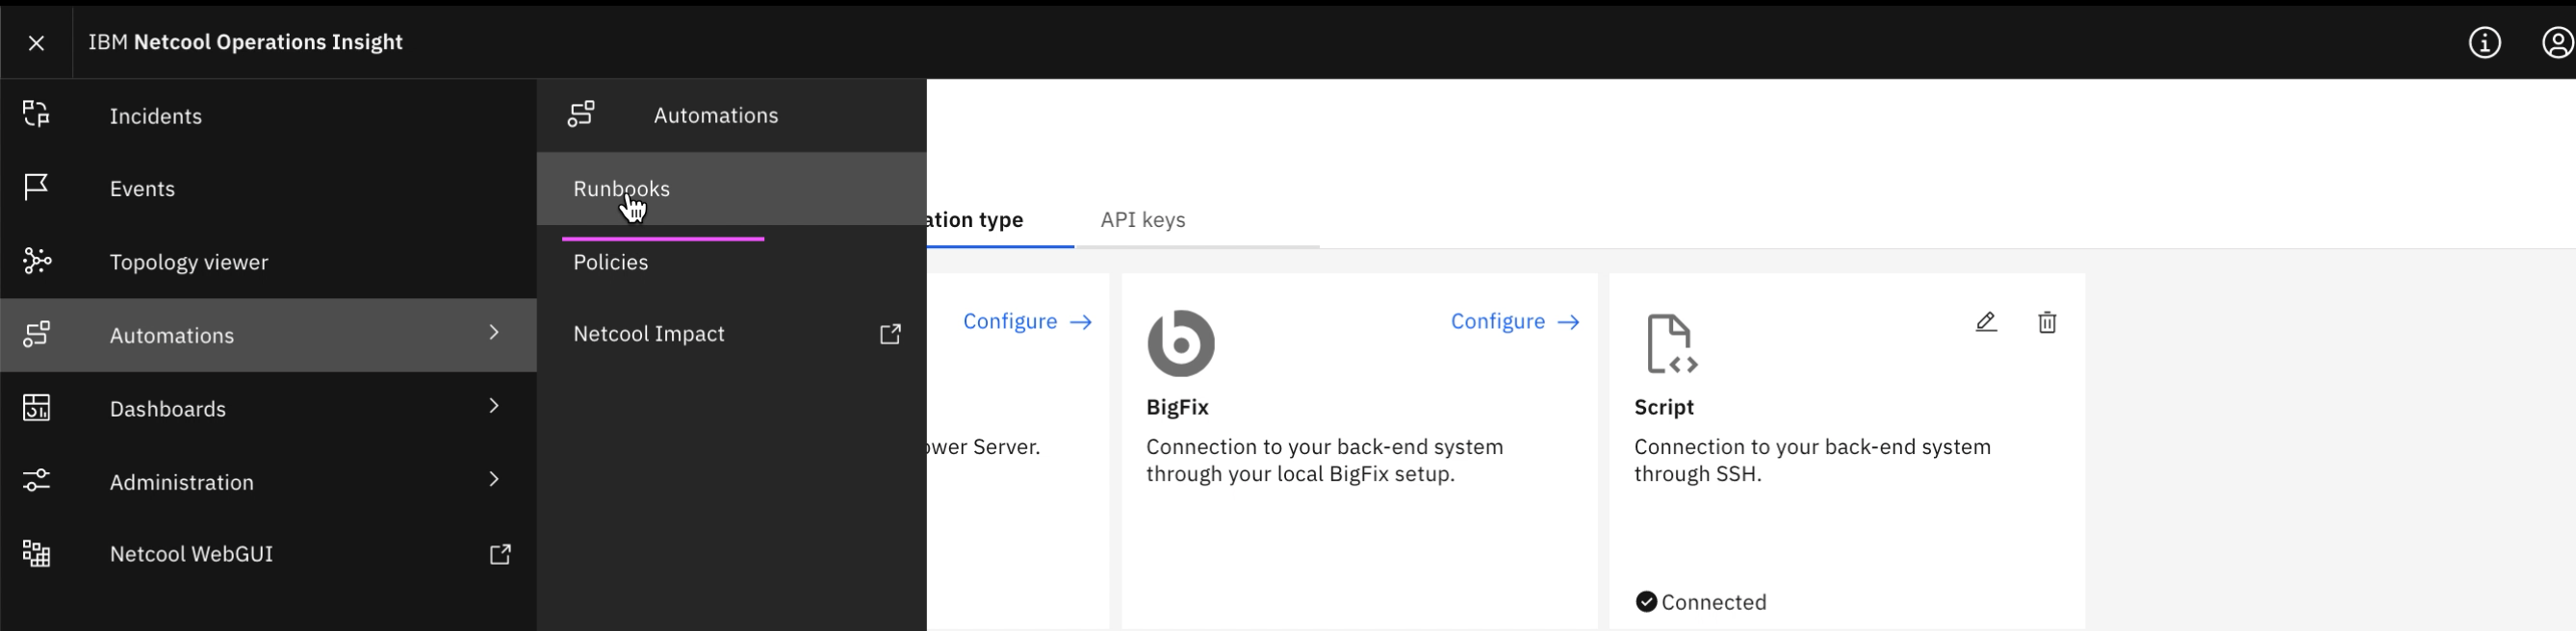 IBM Netcool Operations Insight
Incidents
Events
Topology viewer
Automations
Dashboards
Administration
Netcool WebGUI
Automations
Runbooks
Policies
Netcool Impact
ation type
API keys
Configure
ower Server.
Configure
BigFix
Connection to your back-end system
through your local BigFix setup.
Script
Connection to your back-end system
through SSH.
Connected